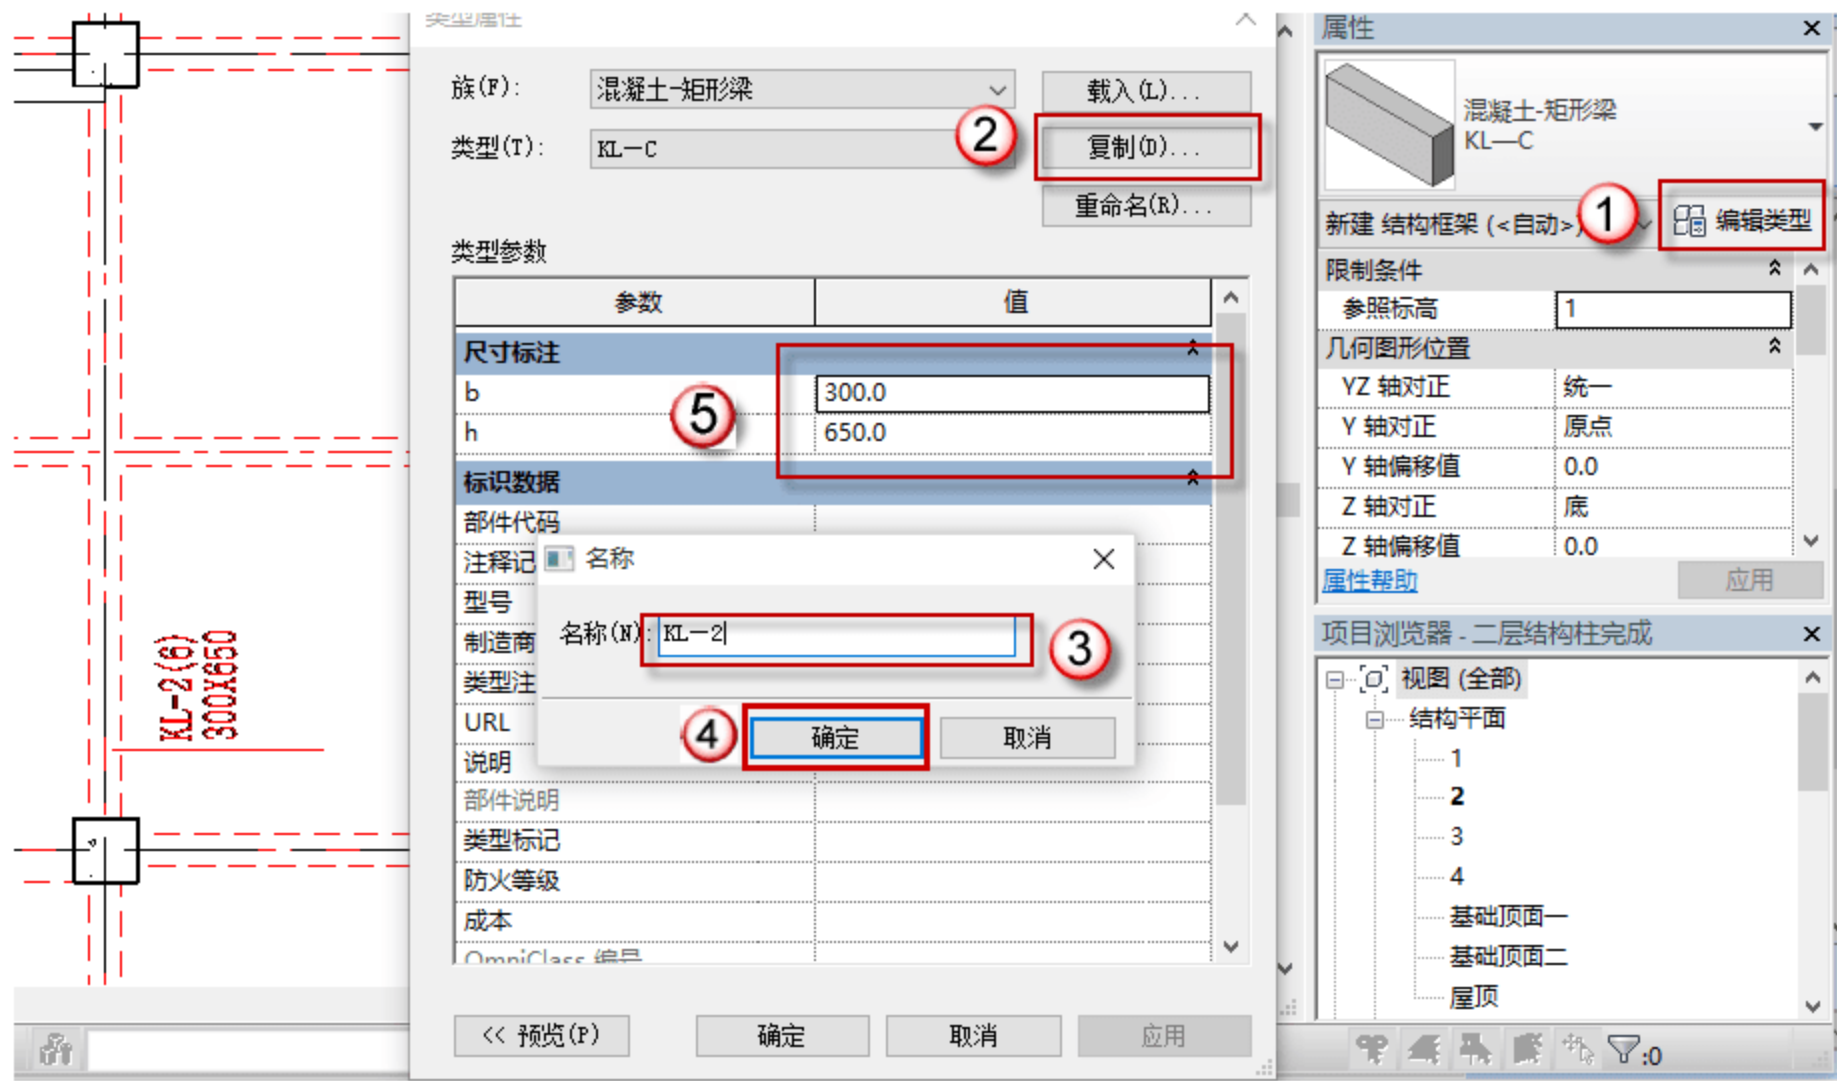 类型属性
族(F):
混凝土-矩形梁
载入(L)...
2
类型(T):
KL—C
复制(D)...
重命名(R)...
类型参数
参数
值
尺寸标注
b
300.0
5
h
650.0
标识数据
部件代码
注释记
型号
制造商
类型注
URL
说明
部件说明
类型标记
防火等级
成本
OmniClass 编号
名称
名称(N):
KL—2
3
4
确定
取消
<< 预览(P)
确定
取消
应用
KL-2(6)
300X650
属性
混凝土-矩形梁
KL—C
新建 结构框架 (<自动>)
1
编辑类型
限制条件
参照标高
1
几何图形位置
YZ 轴对正
统一
Y 轴对正
原点
Y 轴偏移值
0.0
Z 轴对正
底
Z 轴偏移值
0.0
属性帮助
应用
项目浏览器 - 二层结构柱完成
视图 (全部)
结构平面
1
2
3
4
基础顶面一
基础顶面二
屋顶
:0